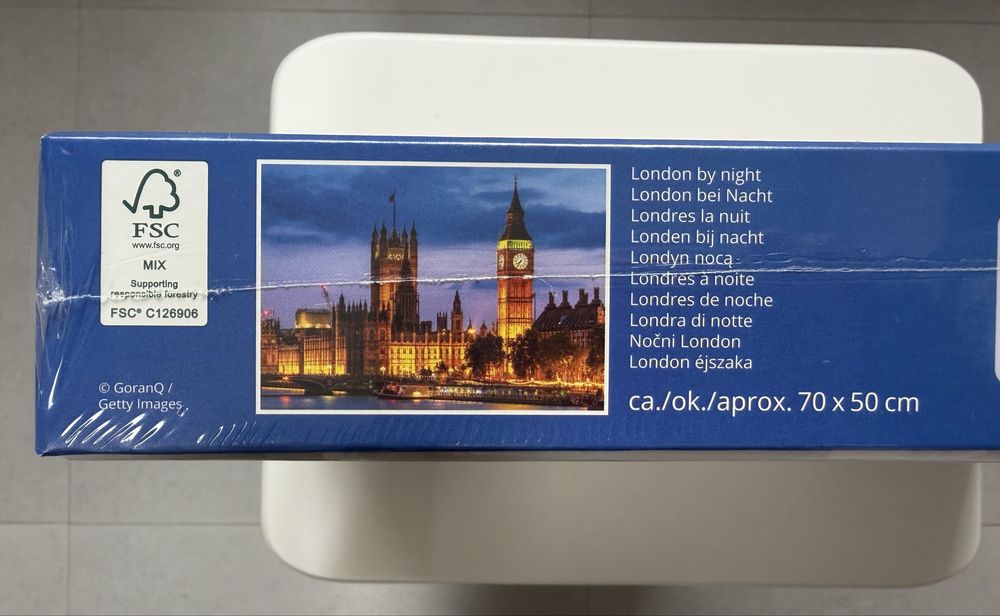 FSC®
www.fsc.org
MIX
Supporting
responsible forestry
FSC® C126906
© GoranQ /
Getty Images
London by night
London bei Nacht
Londres la nuit
Londen bij nacht
Londyn nocą
Londres à noite
Londres de noche
Londra di notte
Nočni London
London éjszaka
ca./ok./aprox. 70 x 50 cm